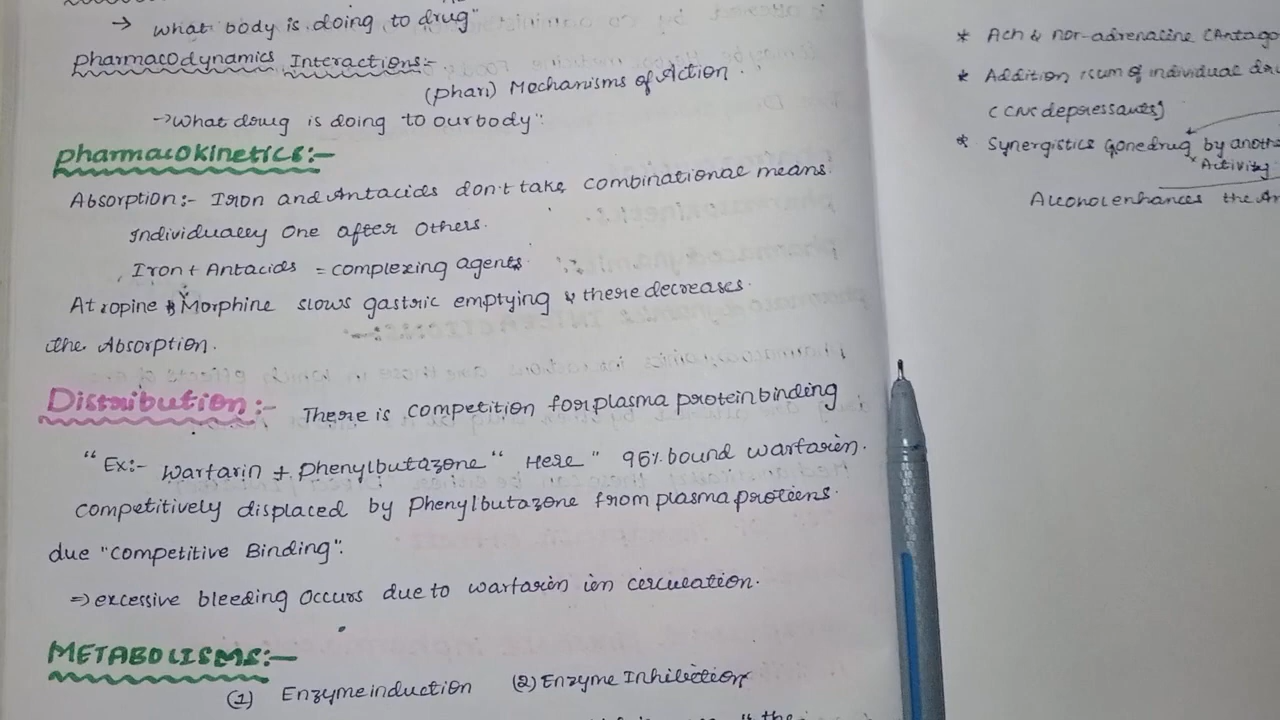 → what body is doing to drug"
Pharmacodynamics Interactions:-
(phar) Mechanisms of Action.
→ what drug is doing to our body":
Pharmacokinetics:-
Absorption:- Iron and Antacids don't take combinational means
Individually one after others.
Iron + Antacids = complexing agents
Atropine & Morphine slows gastric emptying & there decreases.
the Absorption.
Distribution:- There is competition for plasma protein binding
"Ex:- Warfarin + Phenylbutazone" Here " 95% bound warfarin.
competitively displaced by Phenylbutazone from plasma proteins.
due "competitive Binding":
⇒ excessive bleeding occurs due to warfarin in circulation.
METABOLISMS:-
(1) Enzyme induction (2) Enzyme Inhibition
" the
* Ach & nor-adrenaline (Antago
* Addition (sum of individual dru
(CNS depressants)
* Synergistics Gone drug by anoth
Activity
Alcohol enhances the An